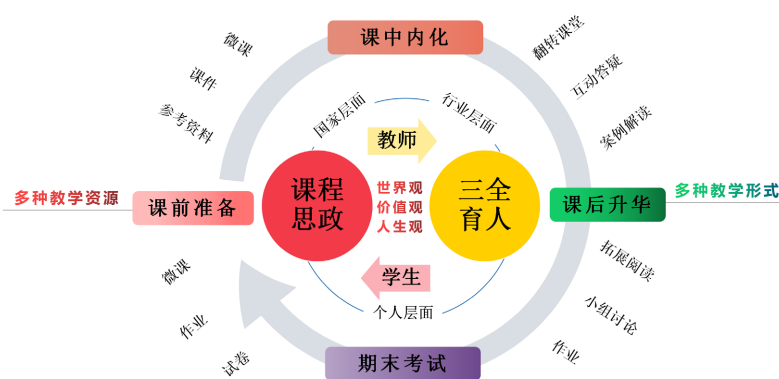 课中内化
微课
课件
参考资料
翻转课堂
互动答疑
案例解读
国家层面
行业层面
教师
多种教学资源
课前准备
课程
思政
世界观
价值观
人生观
三全
育人
课后升华
多种教学形式
学生
个人层面
微课
作业
试卷
拓展阅读
小组讨论
作业
期末考试